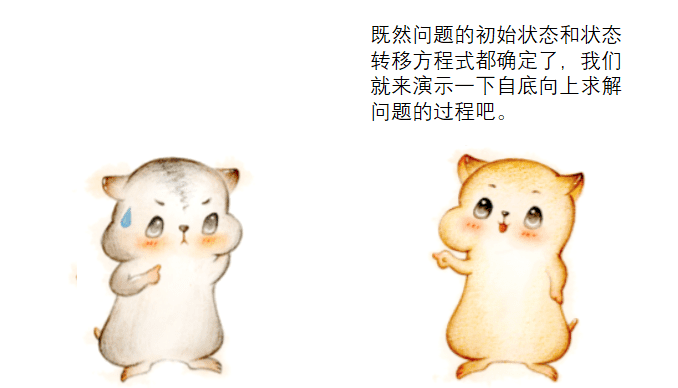 既然问题的初始状态和状态
转移方程式都确定了，我们
就来演示一下自底向上求解
问题的过程吧。